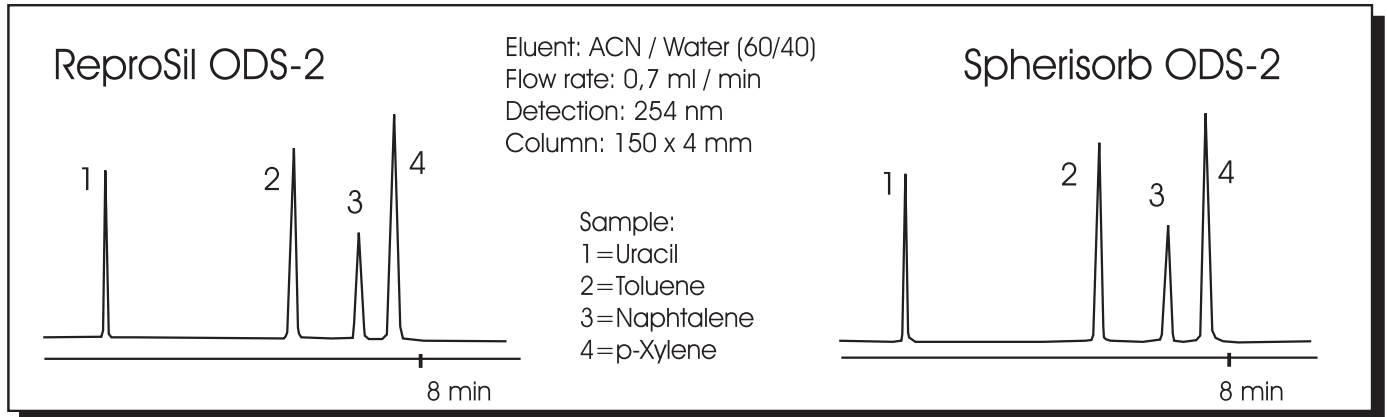 ReproSil ODS-2
Eluent: ACN / Water (60/40)
Flow rate: 0,7 ml / min
Detection: 254 nm
Column: 150 x 4 mm
Spherisorb ODS-2
1
2
3
4
Sample:
1=Uracil
2=Toluene
3=Naphtalene
4=p-Xylene
1
2
3
4
8 min
8 min